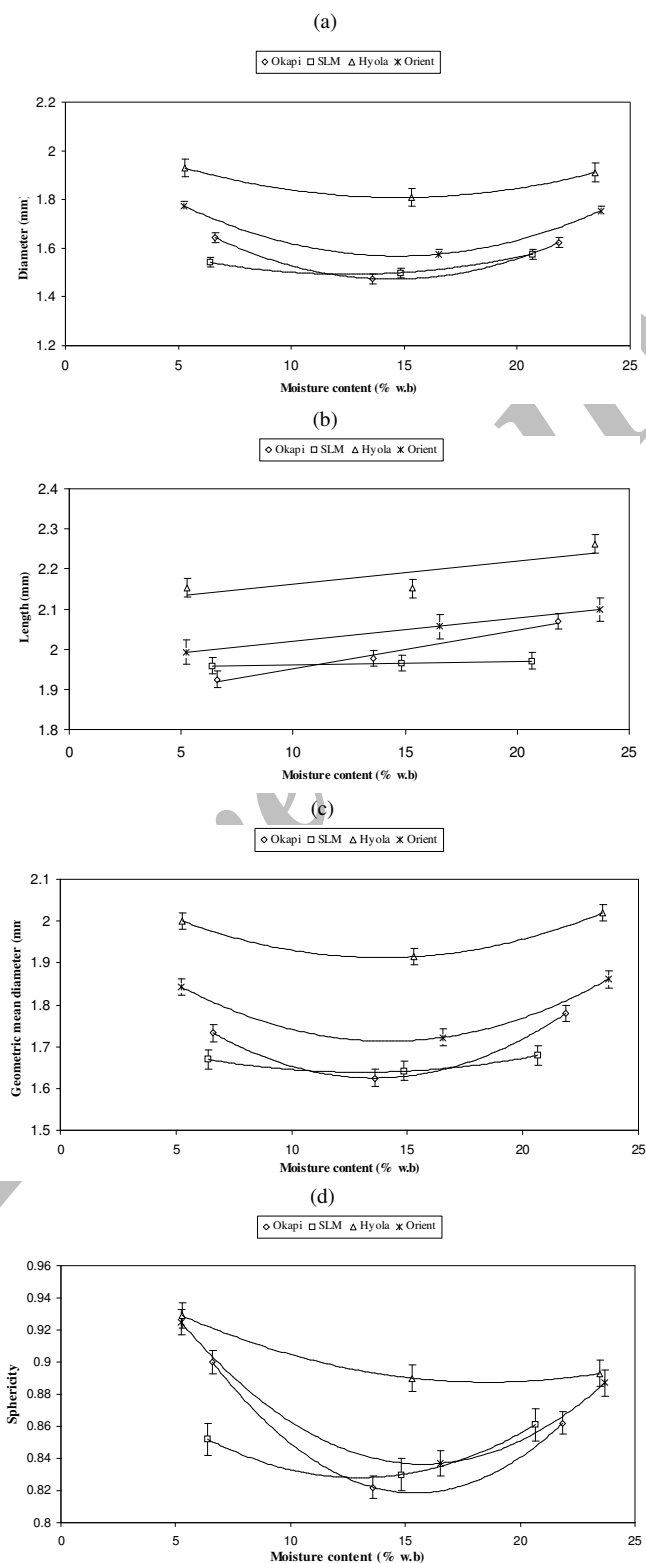 (a)
Okapi SLM Hyola Orient
2.2
2
1.8
1.6
1.4
1.2
Diameter (mm)
0 5 10 15 20 25
Moisture content (% w.b)
(b)
Okapi SLM Hyola Orient
2.4
2.3
2.2
2.1
2
1.9
1.8
Length (mm)
0 5 10 15 20 25
Moisture content (% w.b)
(c)
Okapi SLM Hyola Orient
2.1
2
1.9
1.8
1.7
1.6
1.5
Geometric mean diameter (mm
0 5 10 15 20 25
Moisture content (% w.b)
(d)
Okapi SLM Hyola Orient
0.96
0.94
0.92
0.9
0.88
0.86
0.84
0.82
0.8
Sphericity
0 5 10 15 20 25
Moisture content (% w.b)